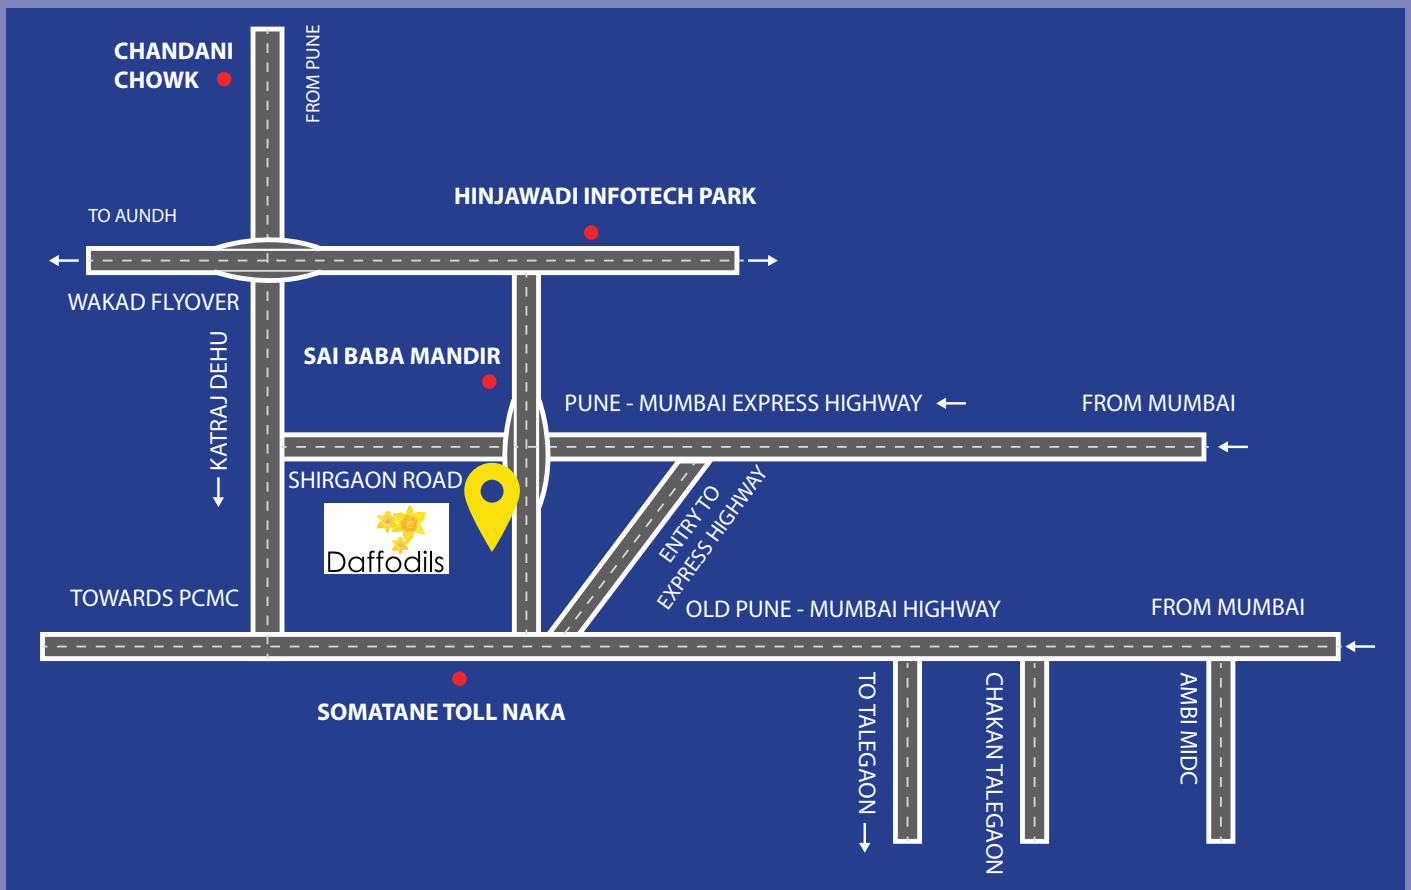 CHANDANI
CHOWK
FROM PUNE
HINJAWADI INFOTECH PARK
TO AUNDH
WAKAD FLYOVER
KATRAJ DEHU
SAI BABA MANDIR
PUNE - MUMBAI EXPRESS HIGHWAY
FROM MUMBAI
SHIRGAON ROAD
Daffodils
ENTRY TO
EXPRESS HIGHWAY
TOWARDS PCMC
OLD PUNE - MUMBAI HIGHWAY
FROM MUMBAI
SOMATANE TOLL NAKA
TO TALEGAON
CHAKAN TALEGAON
AMBI MIDC